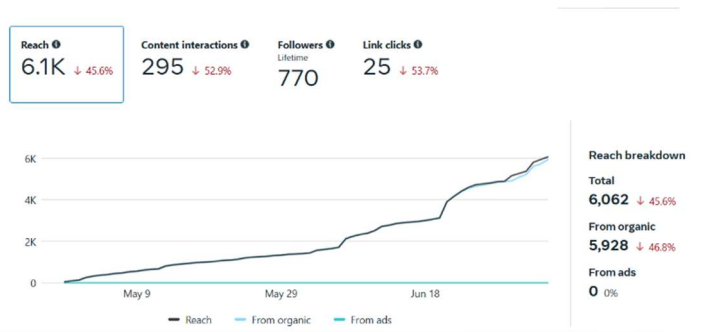 Reach
6.1K ↓ 45.6%
Content interactions
295 ↓ 52.9%
Followers
Lifetime
770
Link clicks
25 ↓ 53.7%
6K
4K
2K
0
May 9 May 29 Jun 18
Reach From organic From ads
Reach breakdown
Total
6,062 ↓ 45.6%
From organic
5,928 ↓ 46.8%
From ads
0 0%